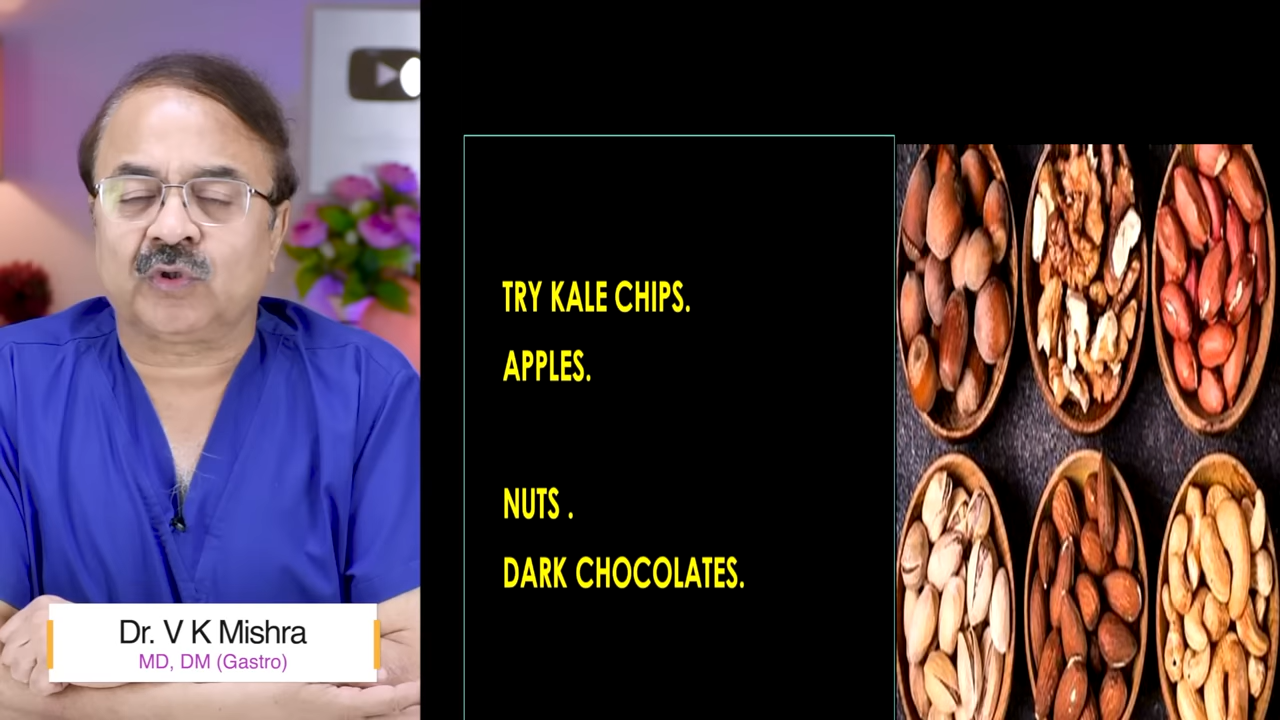 TRY KALE CHIPS.
APPLES.
NUTS .
DARK CHOCOLATES.
Dr. V K Mishra
MD, DM (Gastro)